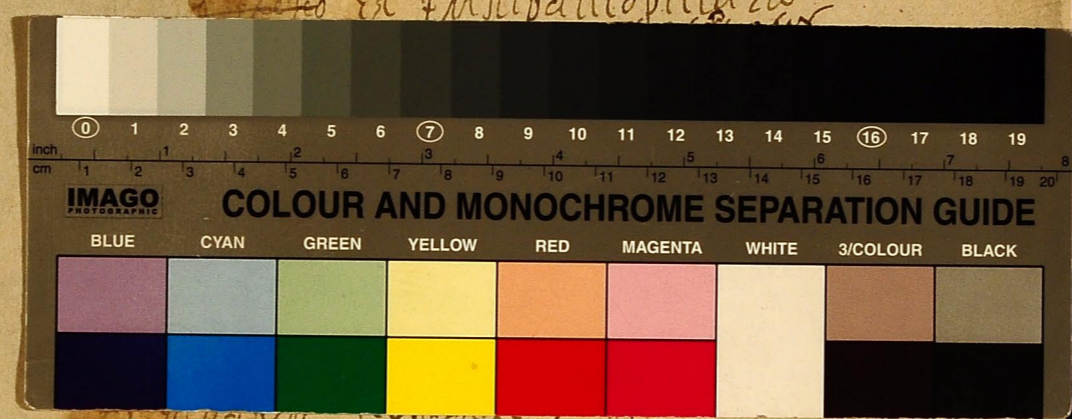 0 1 2 3 4 5 6 7 8 9 10 11 12 13 14 15 16 17 18 19
inch 1 2 3 4 5 6 7 8
cm 1 2 3 4 5 6 7 8 9 10 11 12 13 14 15 16 17 18 19 20
IMAGO
PHOTOGRAPHIC
COLOUR AND MONOCHROME SEPARATION GUIDE
BLUE CYAN GREEN YELLOW RED MAGENTA WHITE 3/COLOUR BLACK